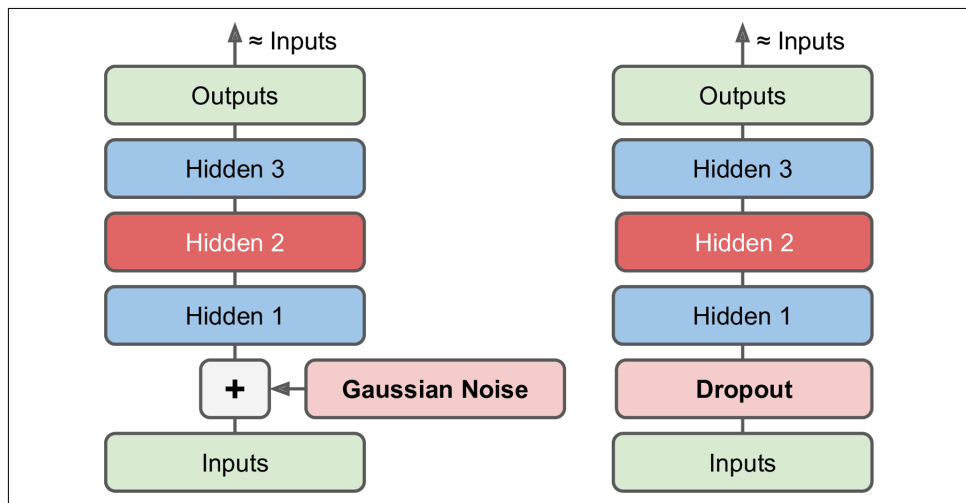 ≈ Inputs
Outputs
Hidden 3
Hidden 2
Hidden 1
+
Gaussian Noise
Inputs
≈ Inputs
Outputs
Hidden 3
Hidden 2
Hidden 1
Dropout
Inputs